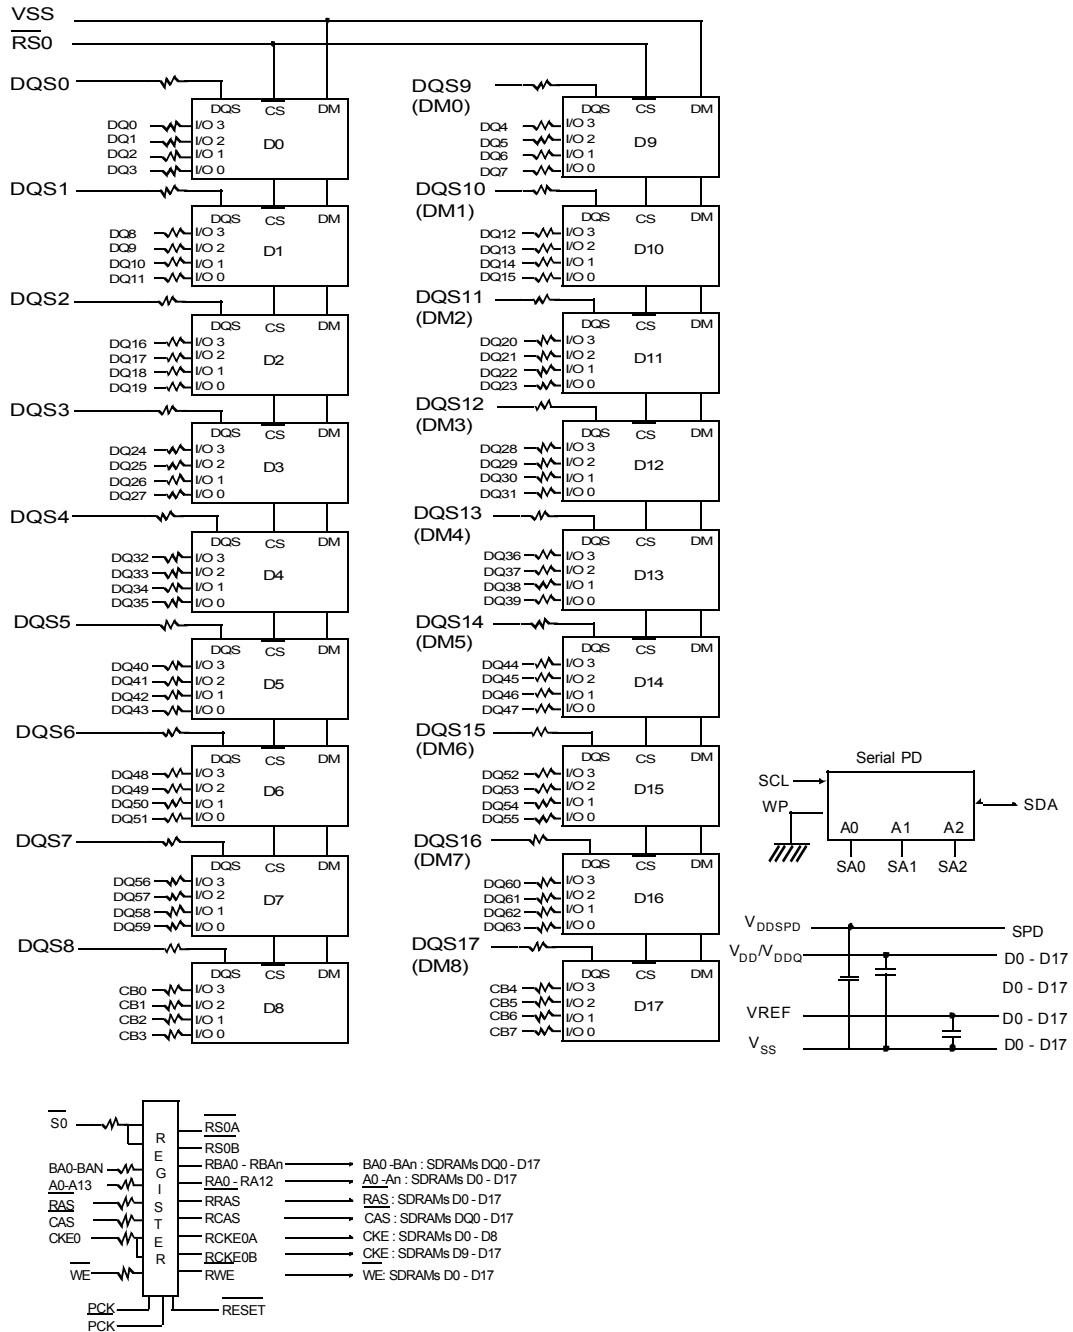 VSS
RS0
DQS0
DQS CS DM
DQ0 I/O 3
DQ1 I/O 2
DQ2 I/O 1
DQ3 I/O 0
D0
DQS1
DQS CS DM
DQ8 I/O 3
DQ9 I/O 2
DQ10 I/O 1
DQ11 I/O 0
D1
DQS2
DQS CS DM
DQ16 I/O 3
DQ17 I/O 2
DQ18 I/O 1
DQ19 I/O 0
D2
DQS3
DQS CS DM
DQ24 I/O 3
DQ25 I/O 2
DQ26 I/O 1
DQ27 I/O 0
D3
DQS4
DQS CS DM
DQ32 I/O 3
DQ33 I/O 2
DQ34 I/O 1
DQ35 I/O 0
D4
DQS5
DQS CS DM
DQ40 I/O 3
DQ41 I/O 2
DQ42 I/O 1
DQ43 I/O 0
D5
DQS6
DQS CS DM
DQ48 I/O 3
DQ49 I/O 2
DQ50 I/O 1
DQ51 I/O 0
D6
DQS7
DQS CS DM
DQ56 I/O 3
DQ57 I/O 2
DQ58 I/O 1
DQ59 I/O 0
D7
DQS8
DQS CS DM
CB0 I/O 3
CB1 I/O 2
CB2 I/O 1
CB3 I/O 0
D8
DQS9
(DM0)
DQS CS DM
DQ4 I/O 3
DQ5 I/O 2
DQ6 I/O 1
DQ7 I/O 0
D9
DQS10
(DM1)
DQS CS DM
DQ12 I/O 3
DQ13 I/O 2
DQ14 I/O 1
DQ15 I/O 0
D10
DQS11
(DM2)
DQS CS DM
DQ20 I/O 3
DQ21 I/O 2
DQ22 I/O 1
DQ23 I/O 0
D11
DQS12
(DM3)
DQS CS DM
DQ28 I/O 3
DQ29 I/O 2
DQ30 I/O 1
DQ31 I/O 0
D12
DQS13
(DM4)
DQS CS DM
DQ36 I/O 3
DQ37 I/O 2
DQ38 I/O 1
DQ39 I/O 0
D13
DQS14
(DM5)
DQS CS DM
DQ44 I/O 3
DQ45 I/O 2
DQ46 I/O 1
DQ47 I/O 0
D14
DQS15
(DM6)
DQS CS DM
DQ52 I/O 3
DQ53 I/O 2
DQ54 I/O 1
DQ55 I/O 0
D15
DQS16
(DM7)
DQS CS DM
DQ60 I/O 3
DQ61 I/O 2
DQ62 I/O 1
DQ63 I/O 0
D16
DQS17
(DM8)
DQS CS DM
CB4 I/O 3
CB5 I/O 2
CB6 I/O 1
CB7 I/O 0
D17
Serial PD
SCL
WP
SDA
A0 A1 A2
SA0 SA1 SA2
VDDSPD SPD
VDD/VDDQ D0 - D17
D0 - D17
VREF D0 - D17
VSS D0 - D17
REGISTER
S0 RS0A
RS0B
BA0-BAN RBA0 - RBAn BA0 -BAn : SDRAMs DQ0 - D17
A0-A13 RA0 - RA12 A0 -An : SDRAMs D0 - D17
RAS RRAS RAS : SDRAMs D0 - D17
CAS RCAS CAS : SDRAMs DQ0 - D17
CKE0 RCKE0A CKE : SDRAMs D0 - D8
RCKE0B CKE : SDRAMs D9 - D17
WE RWE WE: SDRAMs D0 - D17
PCK RESET
PCK